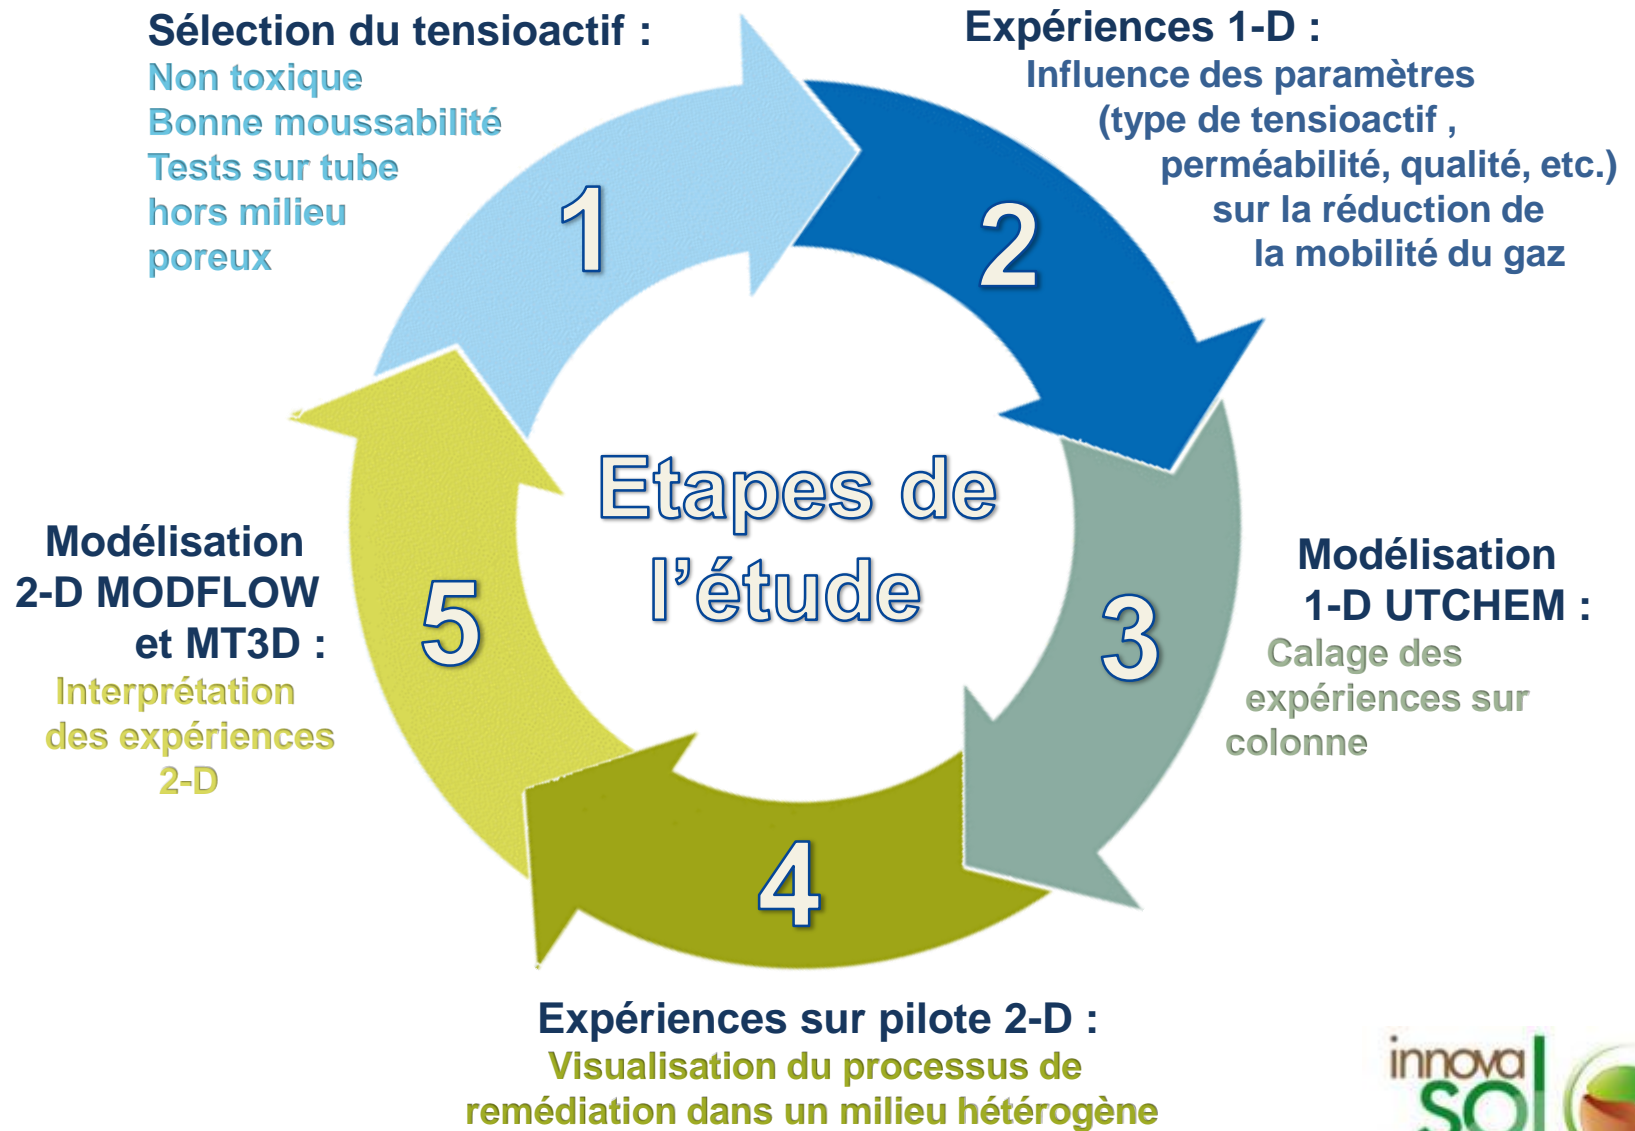 Sélection du tensioactif :
Non toxique
Bonne moussabilité
Tests sur tube
hors milieu
poreux
1
Expériences 1-D :
Influence des paramètres
(type de tensioactif ,
perméabilité, qualité, etc.)
sur la réduction de
la mobilité du gaz
2
Etapes de
l’étude
Modélisation
1-D UTCHEM :
Calage des
expériences sur
colonne
3
Expériences sur pilote 2-D :
Visualisation du processus de
remédiation dans un milieu hétérogène
4
Modélisation
2-D MODFLOW
et MT3D :
Interprétation
des expériences
2-D
5
innova
sol